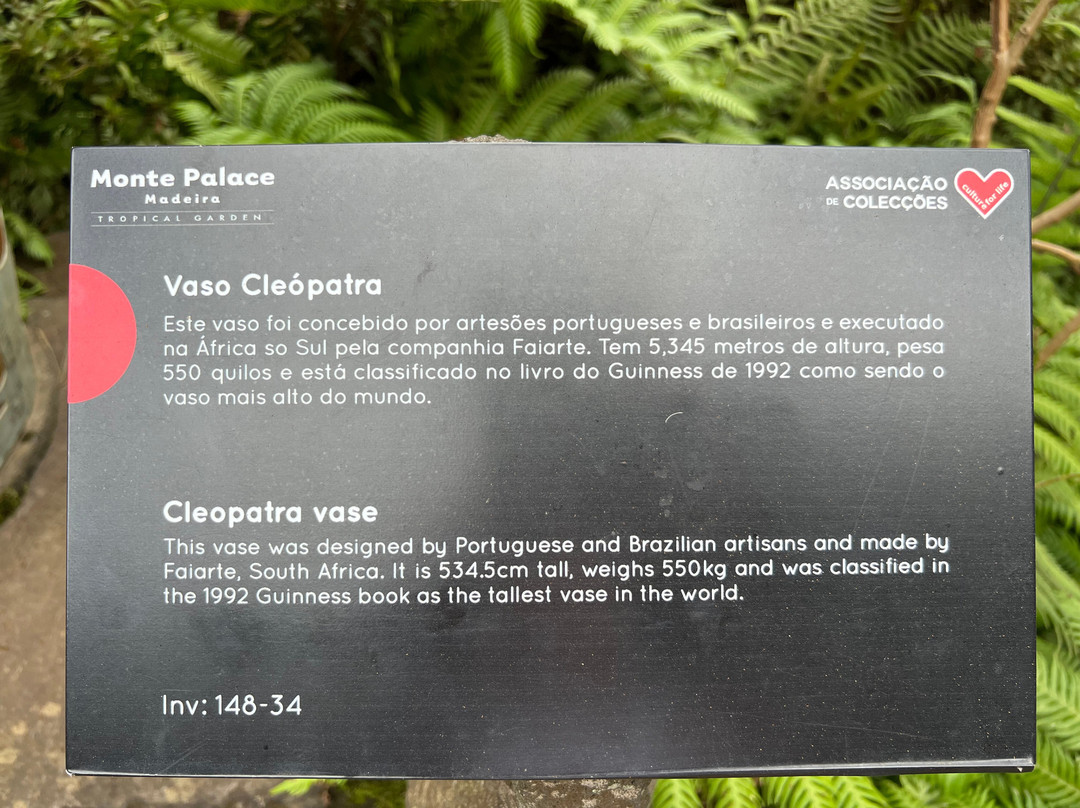 Monte Palace
Madeira
TROPICAL GARDEN
ASSOCIAÇÃO
DE COLECÇÕES
culture for life
Vaso Cleópatra
Este vaso foi concebido por artesões portugueses e brasileiros e executado
na África so Sul pela companhia Faiarte. Tem 5,345 metros de altura, pesa
550 quilos e está classificado no livro do Guinness de 1992 como sendo o
vaso mais alto do mundo.
Cleopatra vase
This vase was designed by Portuguese and Brazilian artisans and made by
Faiarte, South Africa. It is 534.5cm tall, weighs 550kg and was classified in
the 1992 Guinness book as the tallest vase in the world.
Inv: 148-34